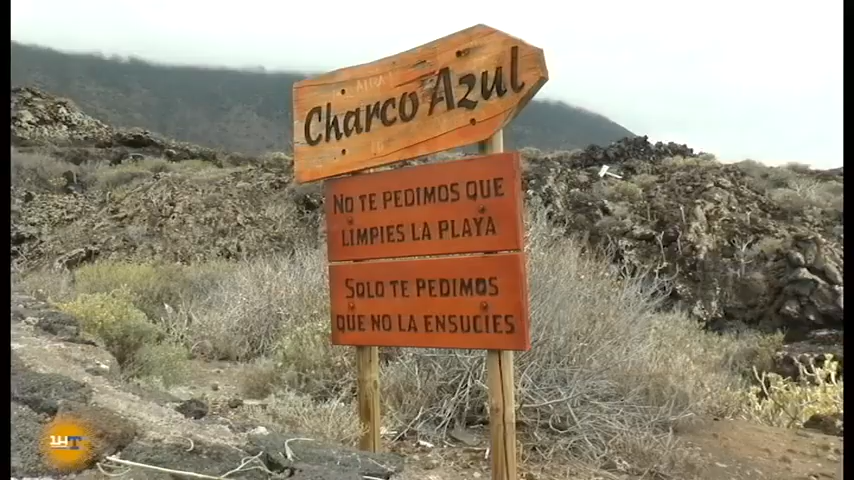 Charco Azul
NO TE PEDIMOS QUE
LIMPIES LA PLAYA
SOLO TE PEDIMOS
QUE NO LA ENSUCIES